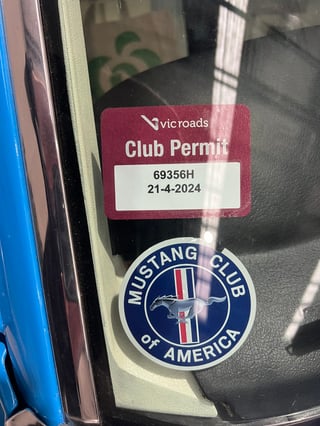 vicroads
Club Permit
69356H
21-4-2024
MUSTANG CLUB
of AMERICA